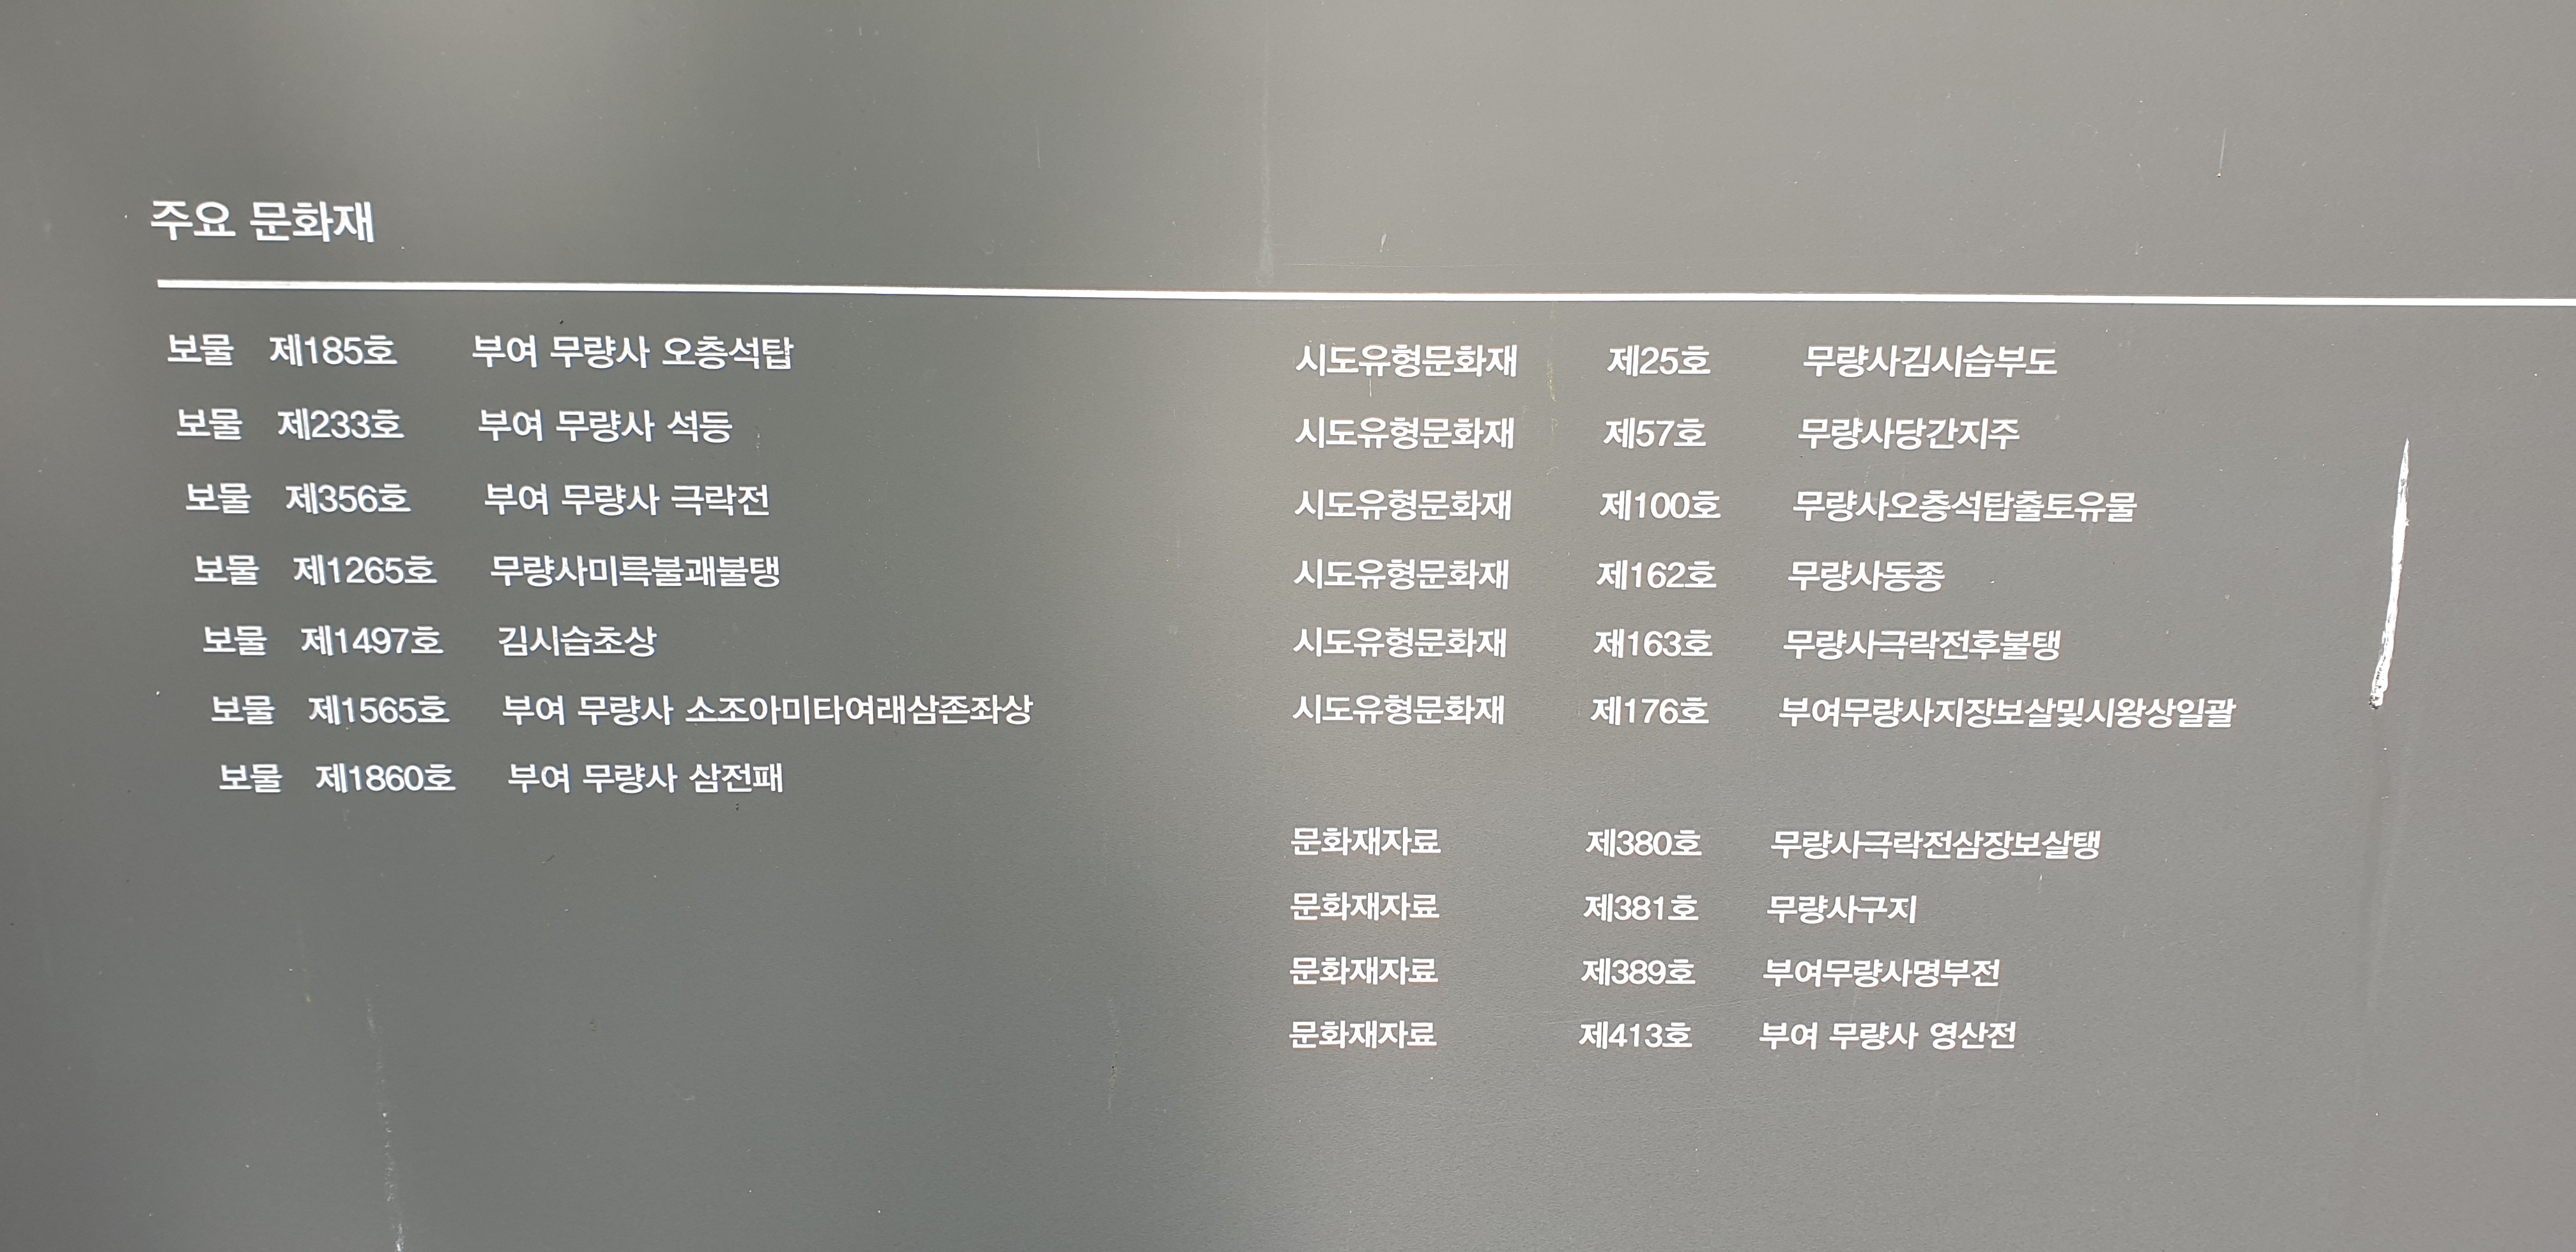 주요 문화재
보물 제185호 부여 무량사 오층석탑
보물 제233호 부여 무량사 석등
보물 제356호 부여 무량사 극락전
보물 제1265호 무량사미륵불괘불탱
보물 제1497호 김시습초상
보물 제1565호 부여 무량사 소조아미타여래삼존좌상
보물 제1860호 부여 무량사 삼전패
시도유형문화재 제25호 무량사김시습부도
시도유형문화재 제57호 무량사당간지주
시도유형문화재 제100호 무량사오층석탑출토유물
시도유형문화재 제162호 무량사동종
시도유형문화재 제163호 무량사극락전후불탱
시도유형문화재 제176호 부여무량사지장보살및시왕상일괄
문화재자료 제380호 무량사극락전삼장보살탱
문화재자료 제381호 무량사구지
문화재자료 제389호 부여무량사명부전
문화재자료 제413호 부여 무량사 영산전